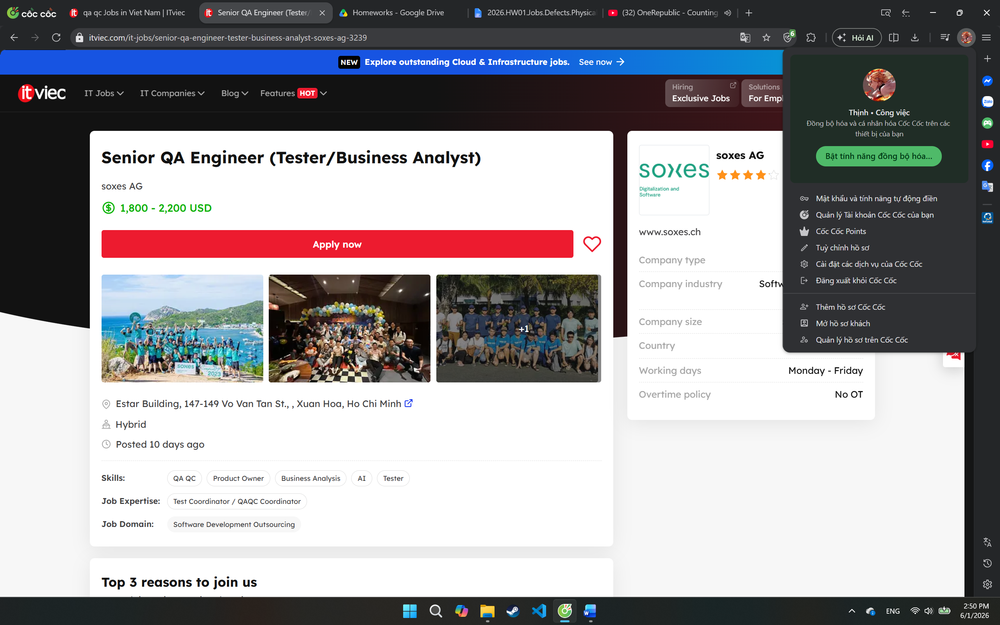 cốc cốc
qa qc Jobs in Viet Nam | ITviec
Senior QA Engineer (Tester/
Homeworks - Google Drive
2026.HW01.Jobs.Defects.Physical
(32) OneRepublic - Counting
itviec.com/it-jobs/senior-qa-engineer-tester-business-analyst-soxes-ag-3239
6
Hỏi AI
NEW Explore outstanding Cloud & Infrastructure jobs. See now
itviec
IT Jobs
IT Companies
Blog
Features HOT
Hiring
Exclusive Jobs
Solutions
For Empl
Senior QA Engineer (Tester/Business Analyst)
soxes AG
1,800 - 2,200 USD
Apply now
soxes
2023
+1
Estar Building, 147-149 Vo Van Tan St., , Xuan Hoa, Ho Chi Minh
Hybrid
Posted 10 days ago
Skills: QA QC Product Owner Business Analysis AI Tester
Job Expertise: Test Coordinator / QAQC Coordinator
Job Domain: Software Development Outsourcing
Top 3 reasons to join us
soxes
Digitalization and
Software
soxes AG
www.soxes.ch
Company type
Company industry Softw
Company size
Country
Working days Monday - Friday
Overtime policy No OT
Thịnh • Công việc
Đồng bộ hóa và cá nhân hóa Cốc Cốc trên các
thiết bị của bạn
Bật tính năng đồng bộ hóa...
Mật khẩu và tính năng tự động điền
Quản lý Tài khoản Cốc Cốc của bạn
Cốc Cốc Points
Tuỳ chỉnh hồ sơ
Cài đặt các dịch vụ của Cốc Cốc
Đăng xuất khỏi Cốc Cốc
Thêm hồ sơ Cốc Cốc
Mở hồ sơ khách
Quản lý hồ sơ trên Cốc Cốc
Zalo
ENG
2:50 PM
6/1/2026